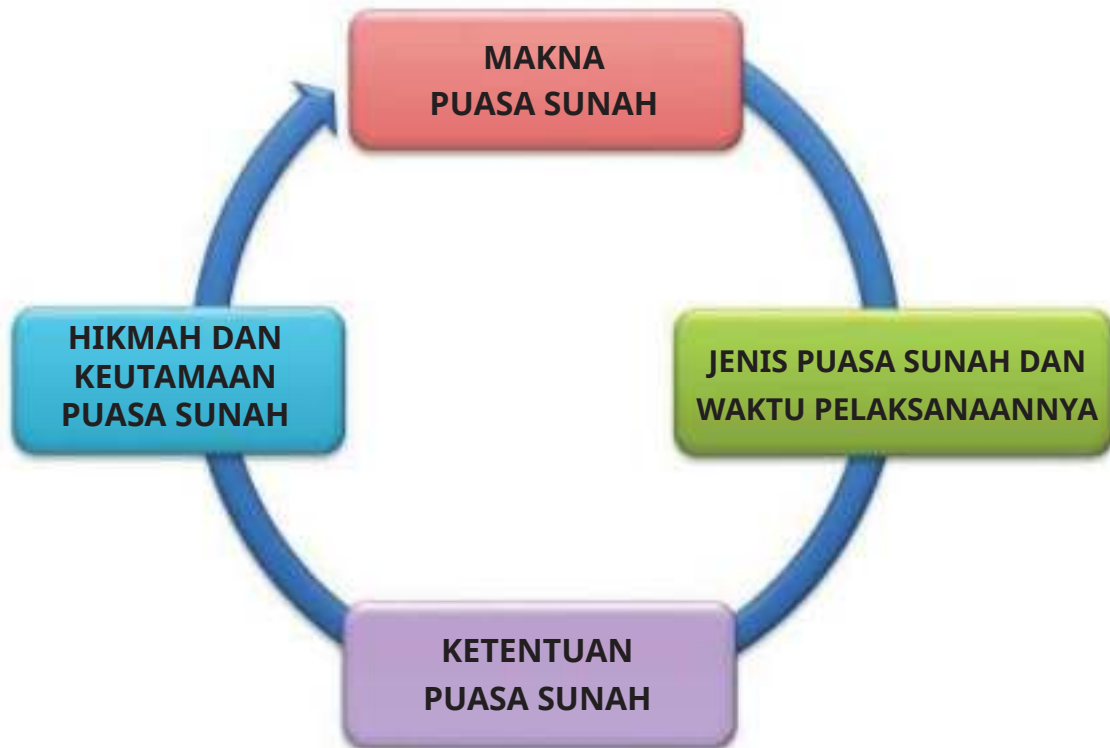 MAKNA
PUASA SUNAH
JENIS PUASA SUNAH DAN
WAKTU PELAKSANAANNYA
KETENTUAN
PUASA SUNAH
HIKMAH DAN
KEUTAMAAN
PUASA SUNAH